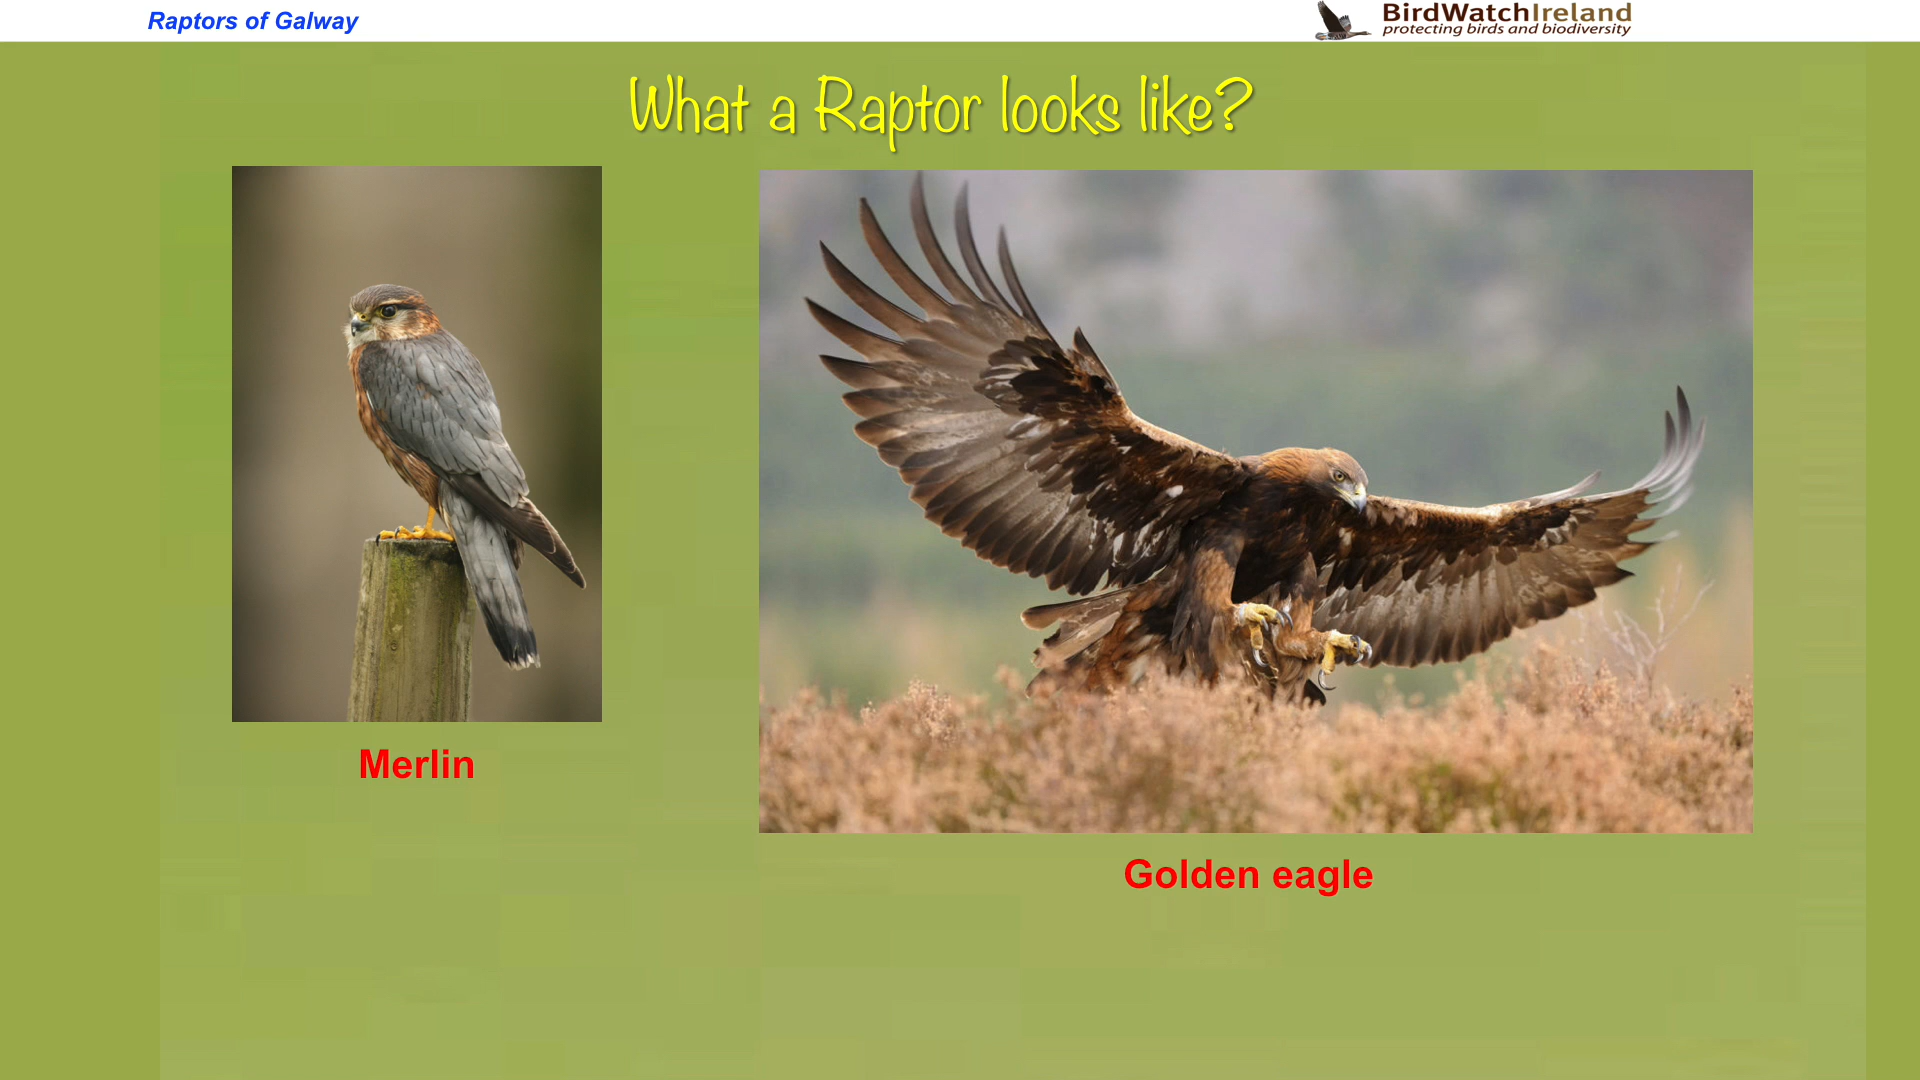 Raptors of Galway
BirdWatchIreland
protecting birds and biodiversity
What a Raptor looks like?
Merlin
Golden eagle